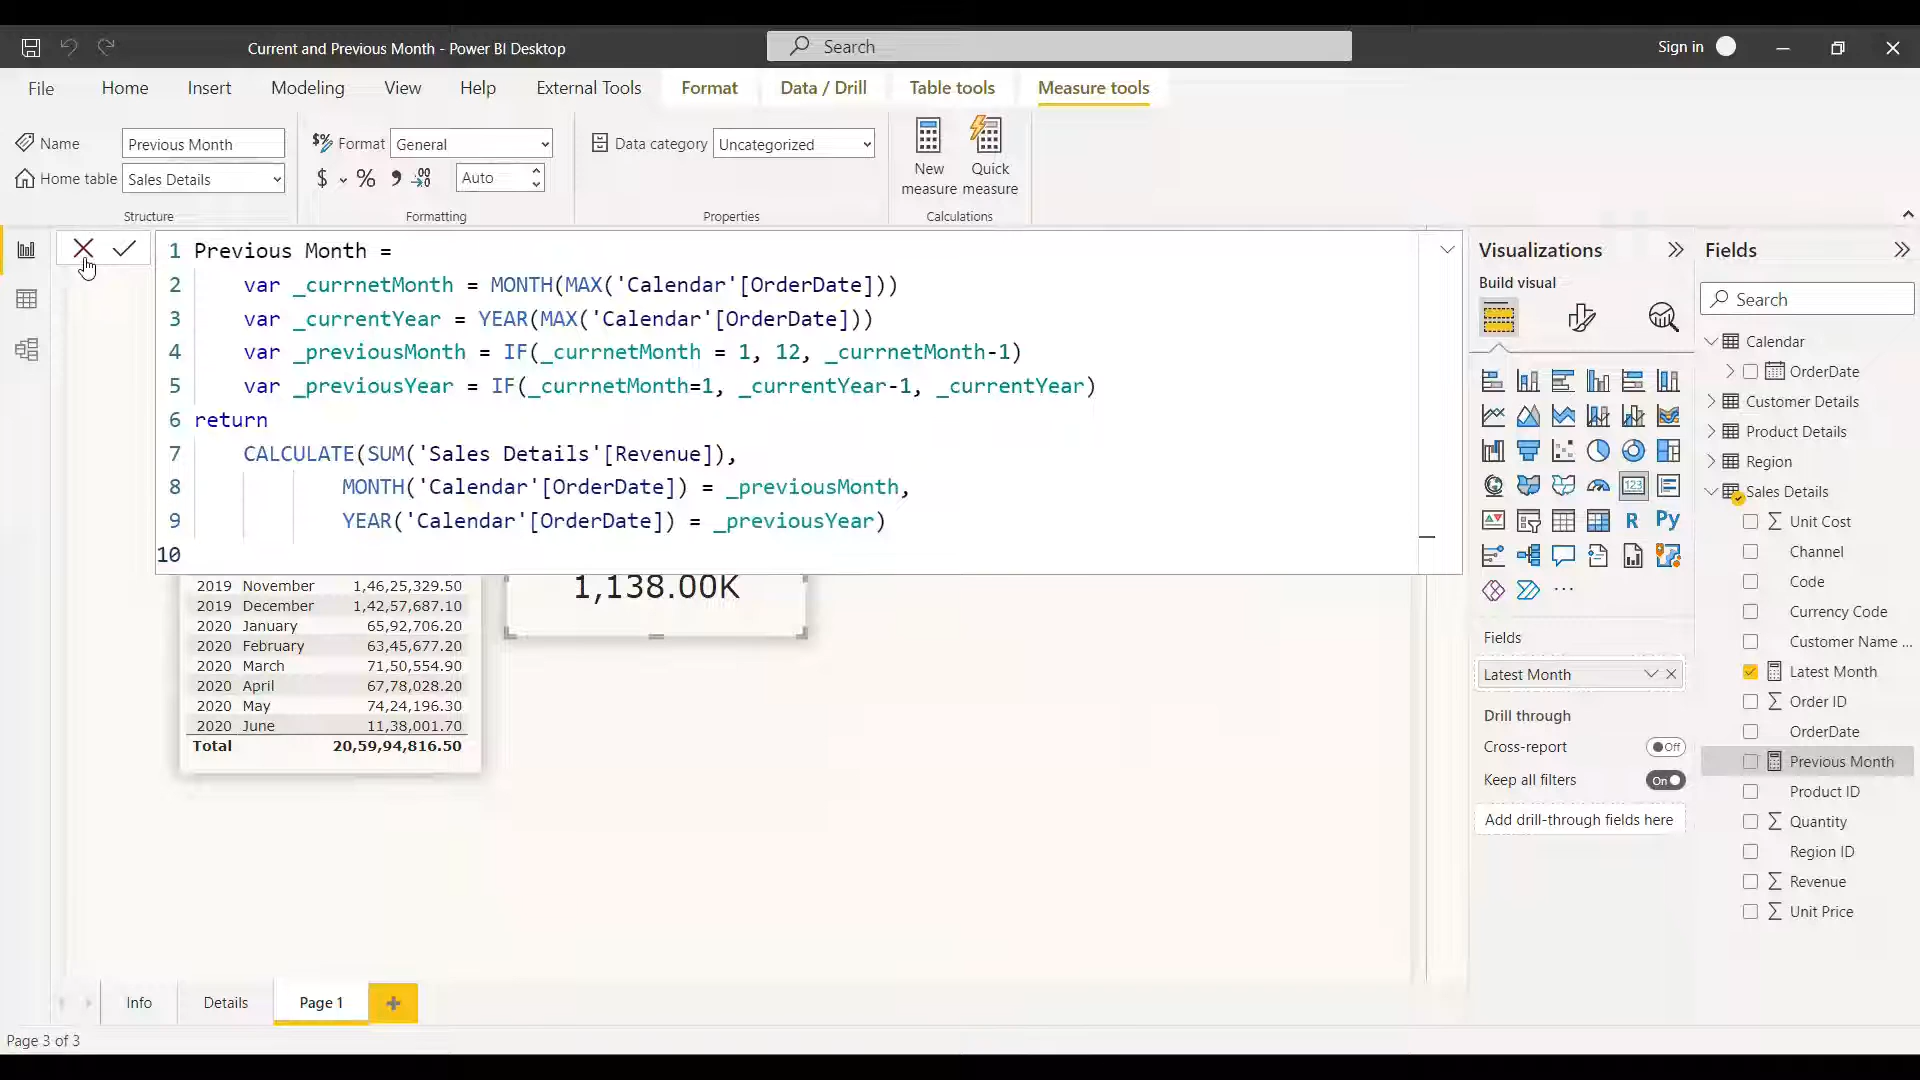 Current and Previous Month - Power BI Desktop
Search
Sign in
File Home Insert Modeling View Help External Tools Format Data / Drill Table tools Measure tools
Name Previous Month
Home table Sales Details
Structure
$% Format General
$ % , .00 Auto
Formatting
Data category Uncategorized
Properties
New measure
Quick measure
Calculations
1 Previous Month =
2 var _currnetMonth = MONTH(MAX('Calendar'[OrderDate]))
3 var _currentYear = YEAR(MAX('Calendar'[OrderDate]))
4 var _previousMonth = IF(_currnetMonth = 1, 12, _currnetMonth-1)
5 var _previousYear = IF(_currnetMonth=1, _currentYear-1, _currentYear)
6 return
7 CALCULATE(SUM('Sales Details'[Revenue]),
8 MONTH('Calendar'[OrderDate]) = _previousMonth,
9 YEAR('Calendar'[OrderDate]) = _previousYear)
10
2019 November 1,46,25,329.50
2019 December 1,42,57,687.10
2020 January 65,92,706.20
2020 February 63,45,677.20
2020 March 71,50,554.90
2020 April 67,78,028.20
2020 May 74,24,196.30
2020 June 11,38,001.70
Total 20,59,94,816.50
1,138.00K
Visualizations
Build visual
123
R Py
...
Fields
Latest Month
Drill through
Cross-report Off
Keep all filters On
Add drill-through fields here
Fields
Search
Calendar
OrderDate
Customer Details
Product Details
Region
Sales Details
Unit Cost
Channel
Code
Currency Code
Customer Name ...
Latest Month
Order ID
OrderDate
Previous Month
Product ID
Quantity
Region ID
Revenue
Unit Price
Info Details Page 1 +
Page 3 of 3